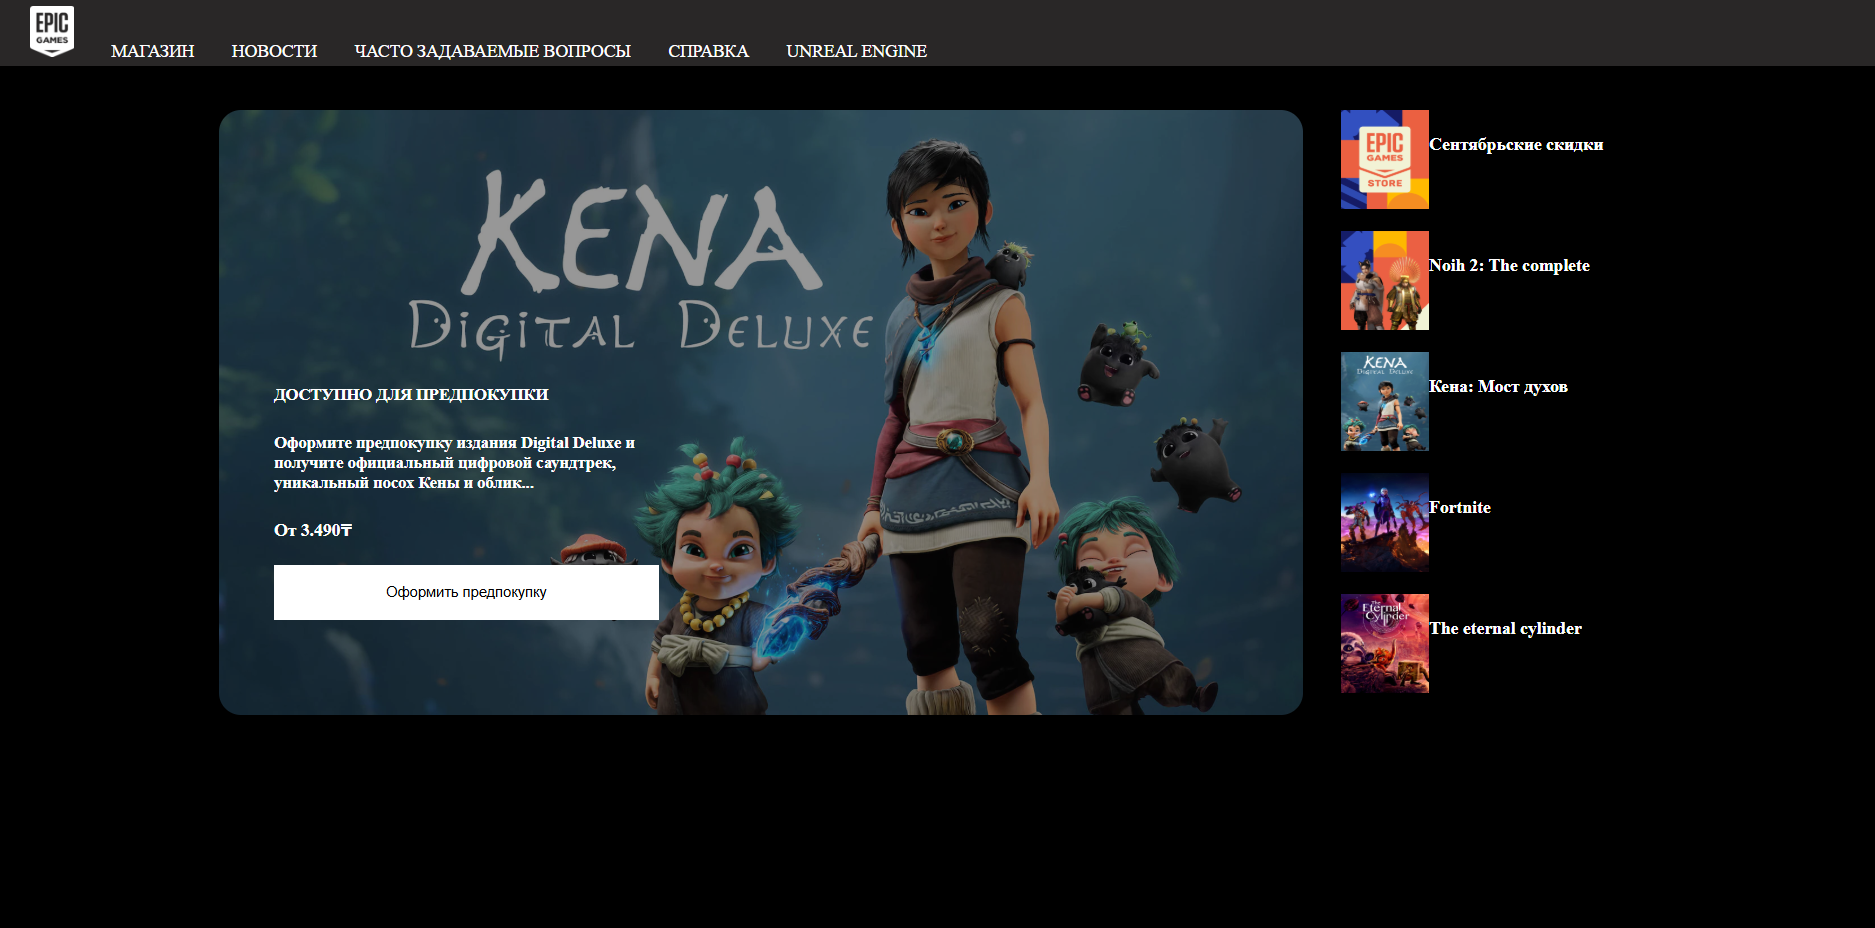 EPIC
GAMES
МАГАЗИН НОВОСТИ ЧАСТО ЗАДАВАЕМЫЕ ВОПРОСЫ СПРАВКА UNREAL ENGINE
KENA
DIGITAL DELUXE
ДОСТУПНО ДЛЯ ПРЕДПОКУПКИ
Оформите предпокупку издания Digital Deluxe и
получите официальный цифровой саундтрек,
уникальный посох Кены и облик...
От 3.490₸
Оформить предпокупку
EPIC
GAMES
STORE
Сентябрьские скидки
Noih 2: The complete
KENA
DIGITAL DELUXE
Кена: Мост духов
Fortnite
The
Eternal
Cylinder
The eternal cylinder